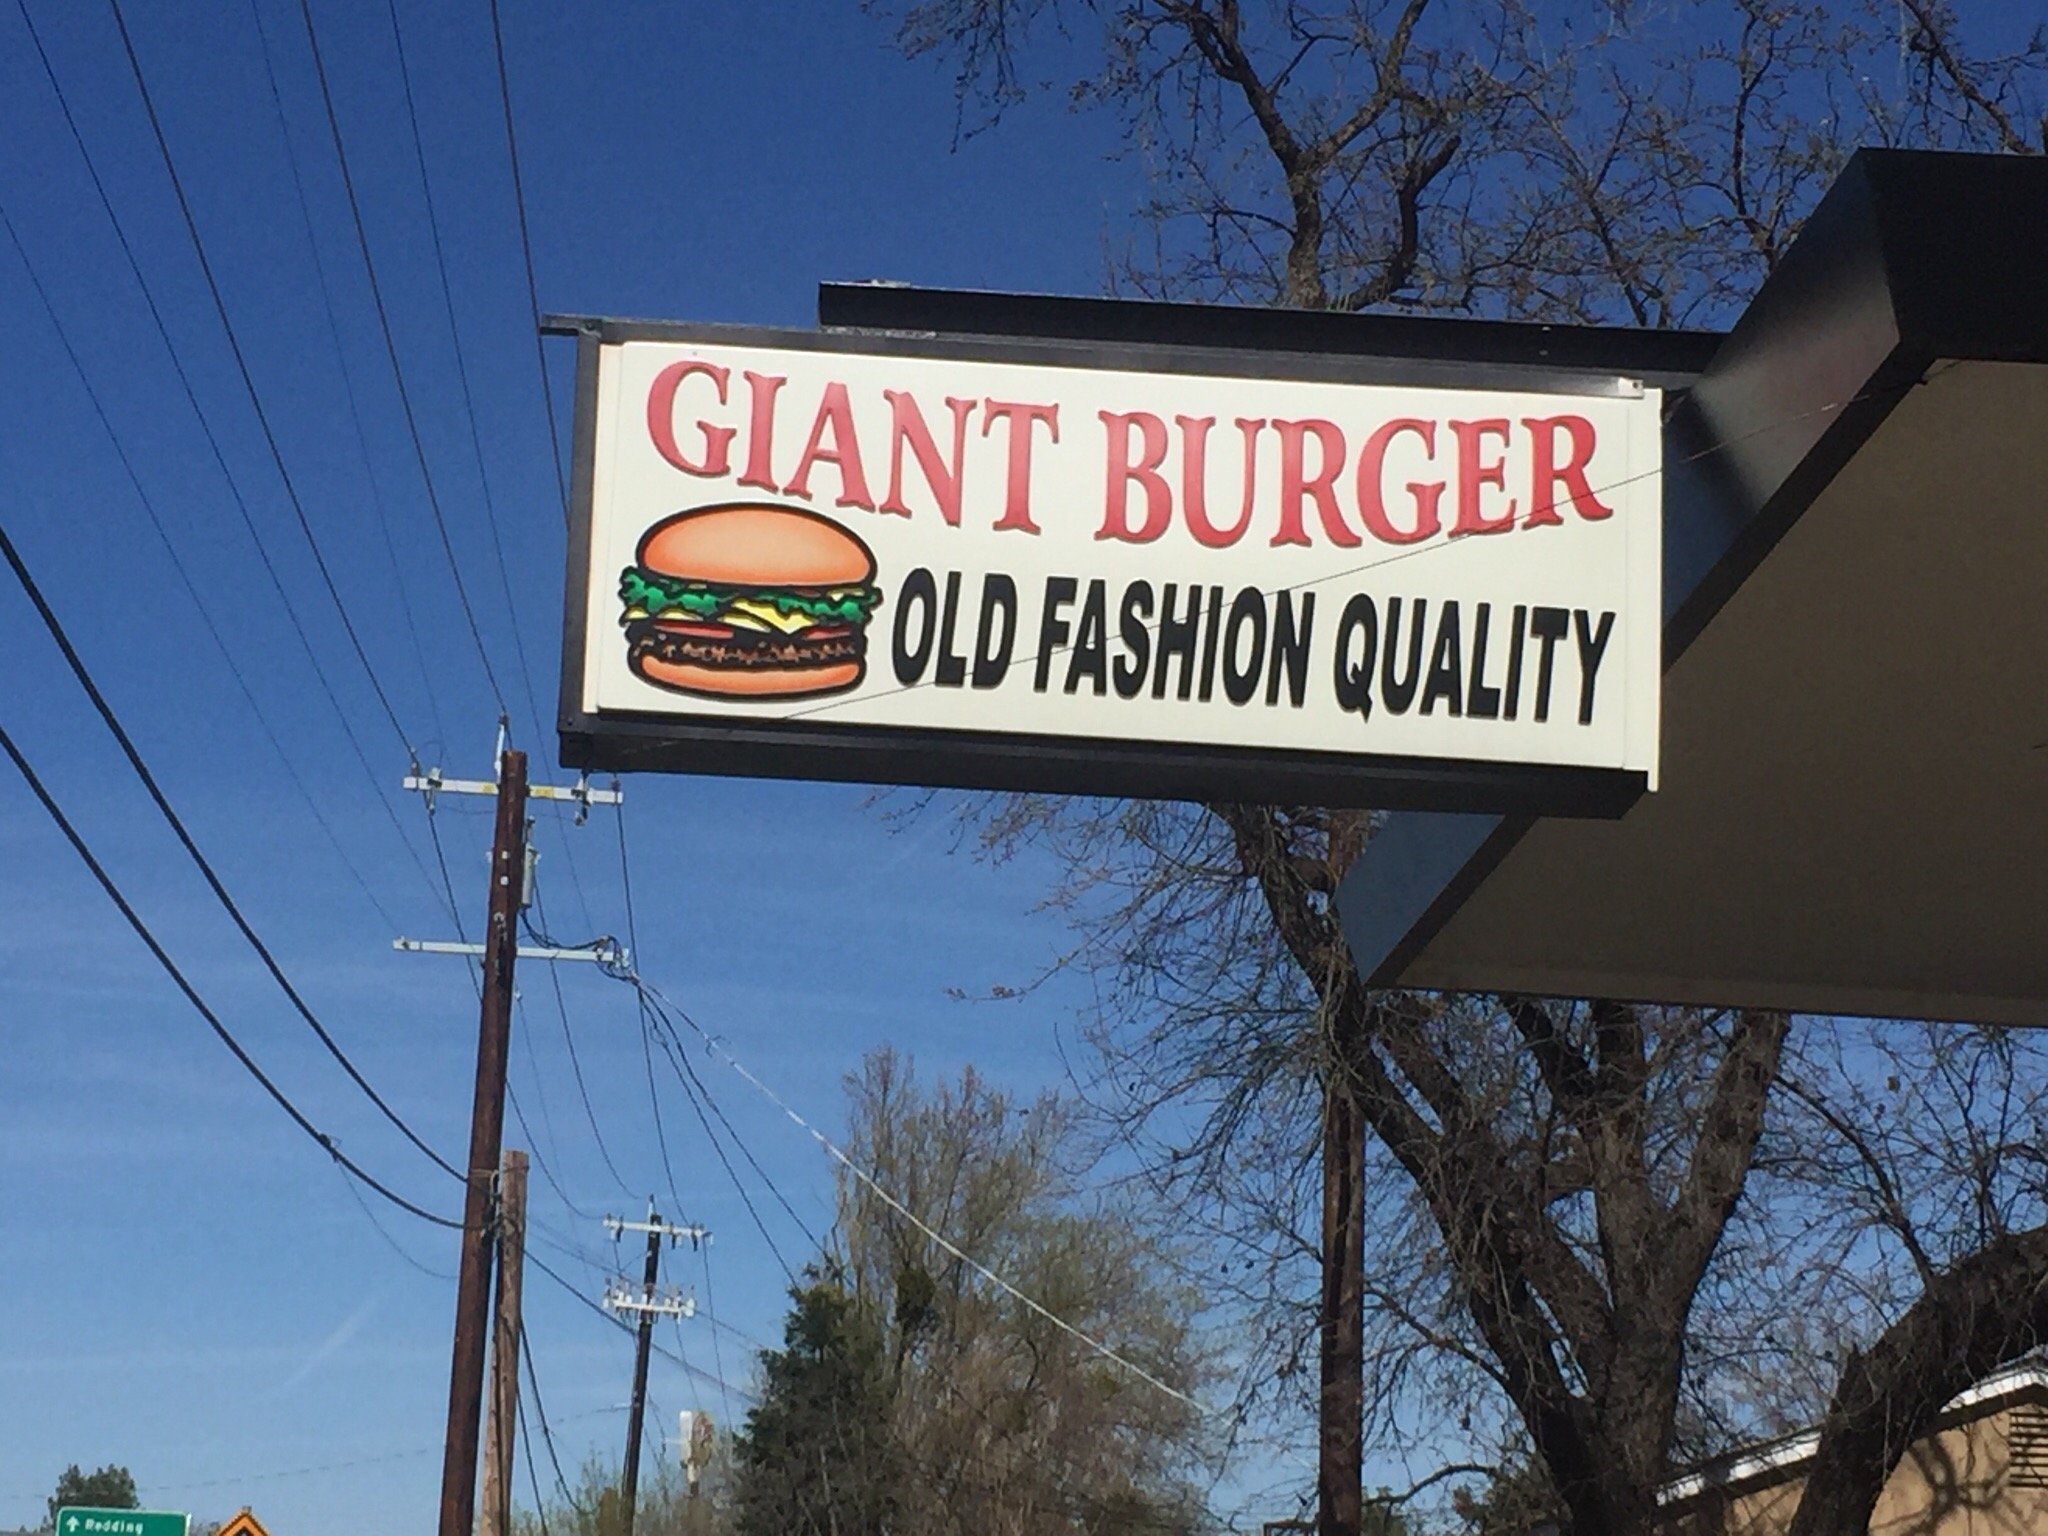 GIANT BURGER
OLD FASHION QUALITY
↑ Redding